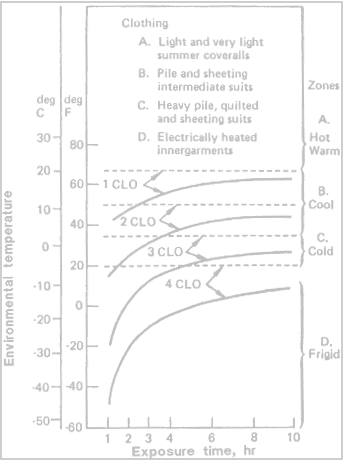 Clothing
A. Light and very light
summer coveralls
B. Pile and sheeting
intermediate suits
C. Heavy pile, quilted
and sheeting suits
D. Electrically heated
innergarments
Zones
A.
Hot
Warm
B.
Cool
C.
Cold
D.
Frigid
deg
C
deg
F
30
20
10
0
-10
-20
-30
-40
-50
80
60
40
20
0
-20
-40
-60
1 CLO
2 CLO
3 CLO
4 CLO
Environmental temperature
1 2 3 4 6 8 10
Exposure time, hr